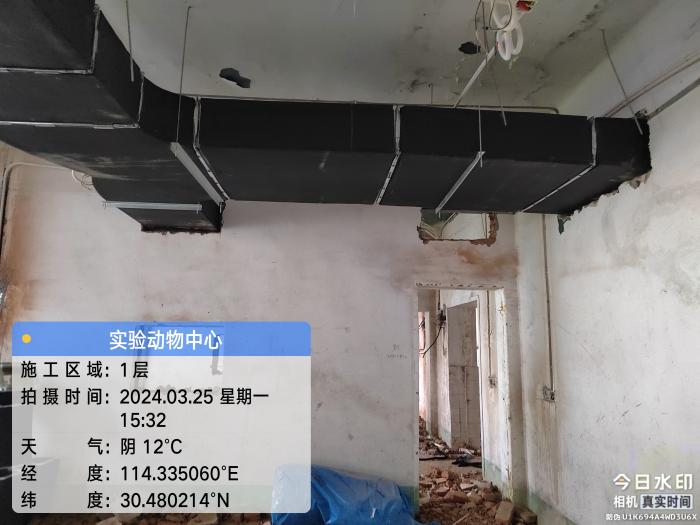 实验动物中心
施工区域：1层
拍摄时间：2024.03.25 星期一
15:32
天气：阴 12℃
经度：114.335060°E
纬度：30.480214°N
今日水印
相机 真实时间
防伪 U1K694A4WD3U6X